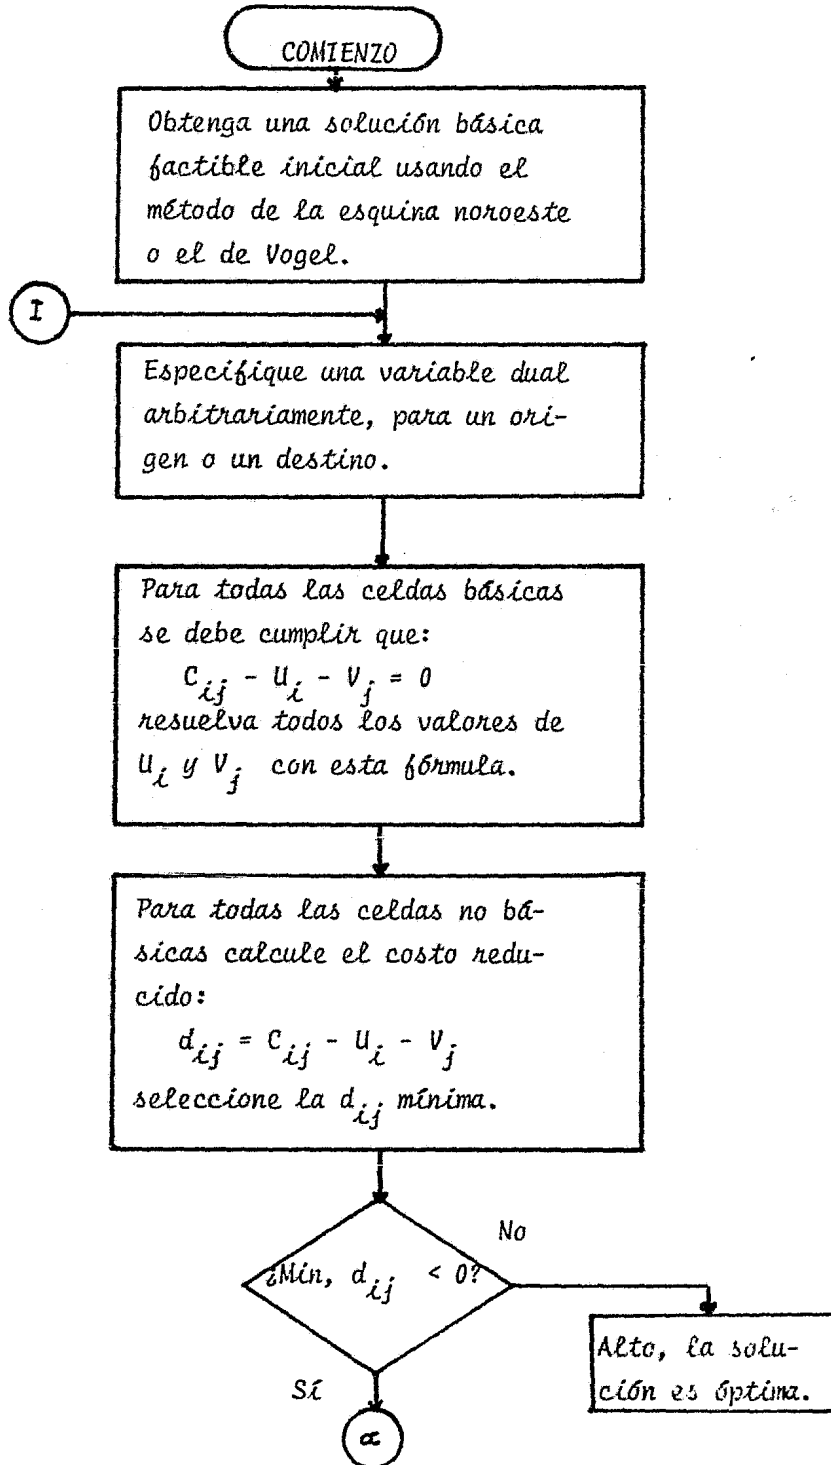 COMIENZO
Obtenga una solución básica
factible inicial usando el
método de la esquina noroeste
o el de Vogel.
I
Especifique una variable dual
arbitrariamente, para un ori-
gen o un destino.
Para todas las celdas básicas
se debe cumplir que:
C_ij - U_i - V_j = 0
resuelva todos los valores de
U_i y V_j con esta fórmula.
Para todas las celdas no bá-
sicas calcule el costo redu-
cido:
d_ij = C_ij - U_i - V_j
seleccione la d_ij mínima.
No
¿Min, d_ij < 0?
Alto, la solu-
ción es óptima.
Sí
α